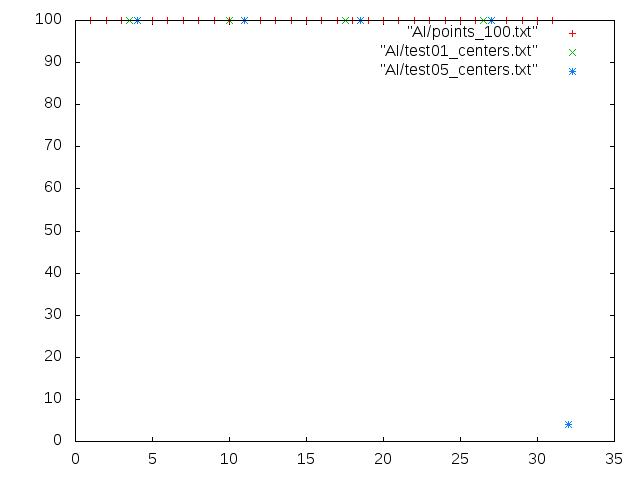 100
90
80
70
60
50
40
30
20
10
0
"AI/points_100.txt"
"AI/test01_centers.txt"
"AI/test05_centers.txt"
0 5 10 15 20 25 30 35